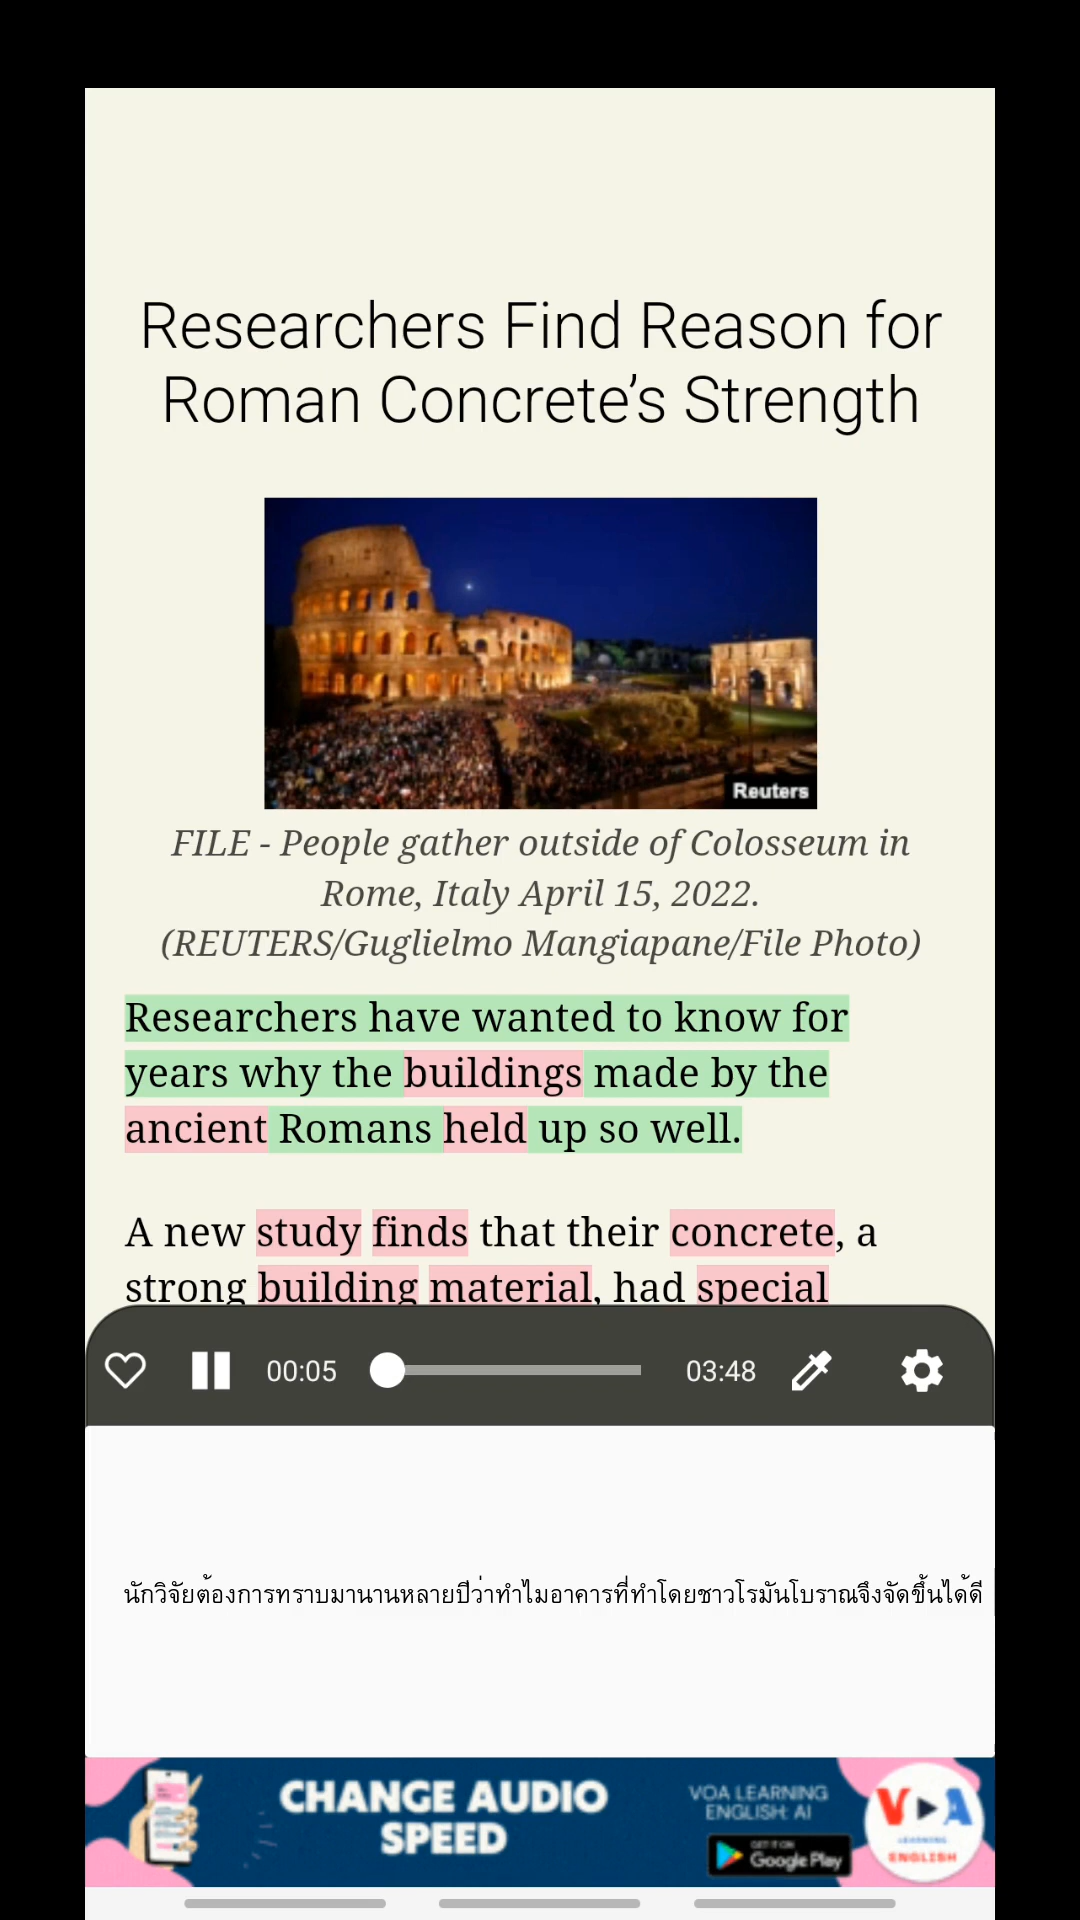 Researchers Find Reason for
Roman Concrete’s Strength
Reuters
FILE - People gather outside of Colosseum in
Rome, Italy April 15, 2022.
(REUTERS/Guglielmo Mangiapane/File Photo)
Researchers have wanted to know for
years why the buildings made by the
ancient Romans held up so well.
A new study finds that their concrete, a
strong building material, had special
00:05
03:48
นักวิจัยต้องการทราบมานานหลายปีว่าทำไมอาคารที่ทำโดยชาวโรมันโบราณจึงจัดขึ้นได้ดี
CHANGE AUDIO
SPEED
VOA LEARNING
ENGLISH: AI
GET IT ON
Google Play
VOA
LEARNING
ENGLISH